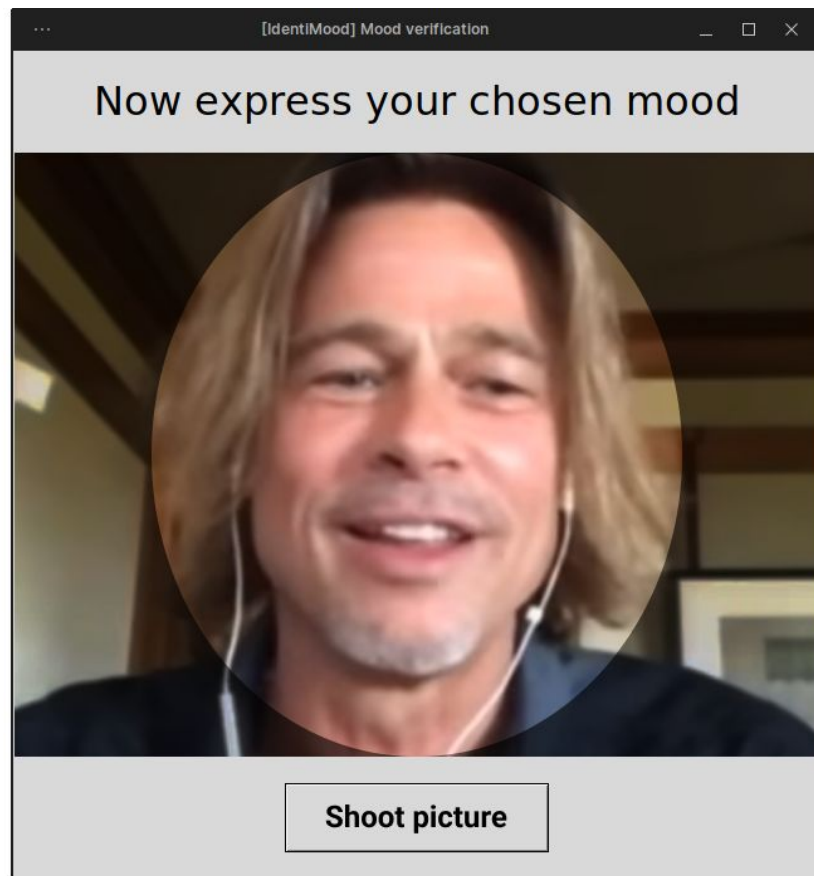 [IdentiMood] Mood verification
Now express your chosen mood
Shoot picture